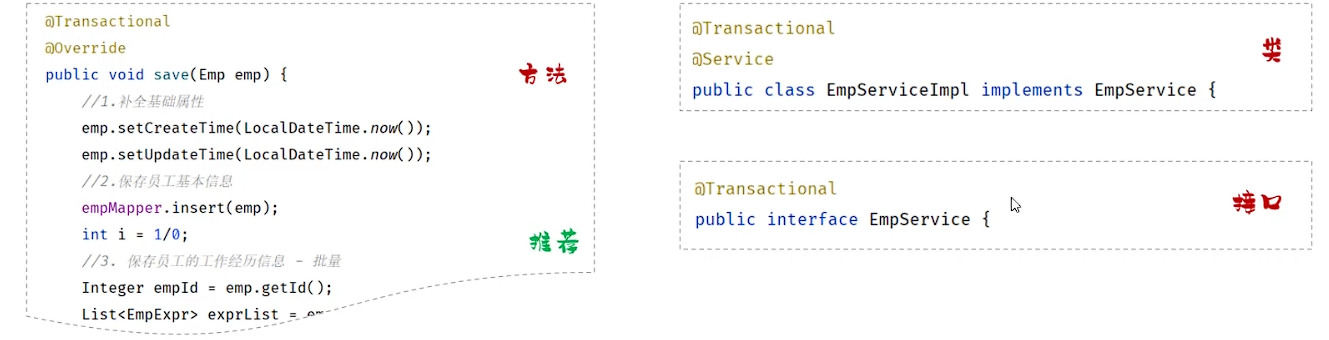 @Transactional
@Override
public void save(Emp emp) {
方法
//1.补全基础属性
emp.setCreateTime(LocalDateTime.now());
emp.setUpdateTime(LocalDateTime.now());
//2.保存员工基本信息
empMapper.insert(emp);
int i = 1/0;
推荐
//3. 保存员工的工作经历信息 - 批量
Integer empId = emp.getId();
List<EmpExpr> exprList =
@Transactional
@Service
类
public class EmpServiceImpl implements EmpService {
@Transactional
接口
public interface EmpService {